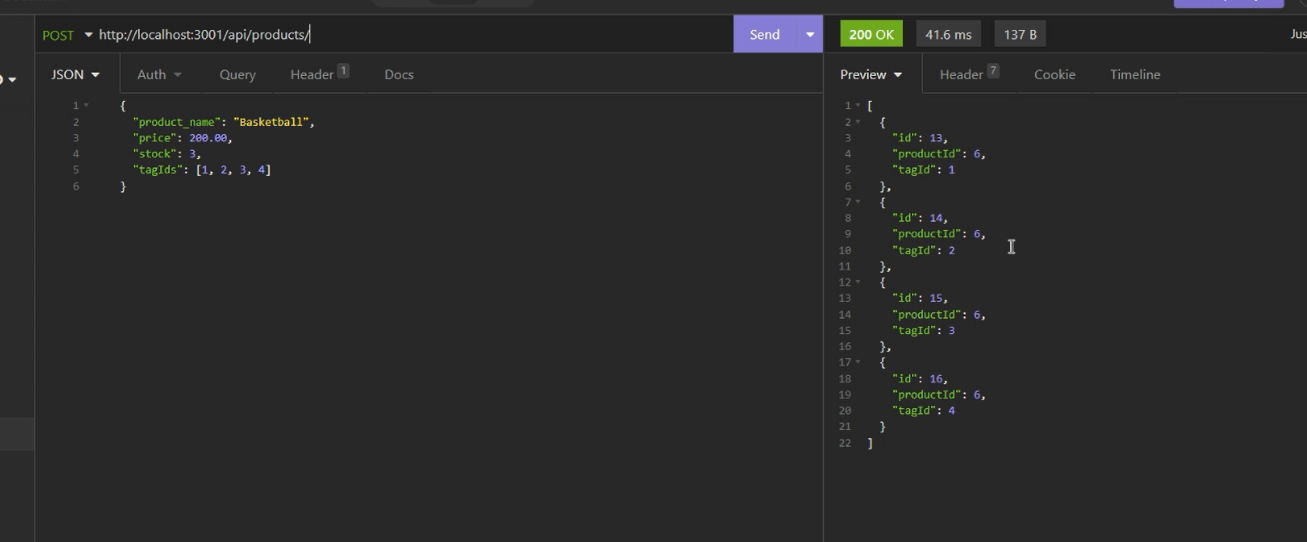 POST http://localhost:3001/api/products/ Send 200 OK 41.6 ms 137 B Jus
JSON Auth Query Header 1 Docs Preview Header 7 Cookie Timeline
1 {
2 "product_name": "Basketball",
3 "price": 200.00,
4 "stock": 3,
5 "tagIds": [1, 2, 3, 4]
6 }
1 [
2 {
3 "id": 13,
4 "productId": 6,
5 "tagId": 1
6 },
7 {
8 "id": 14,
9 "productId": 6,
10 "tagId": 2
11 },
12 {
13 "id": 15,
14 "productId": 6,
15 "tagId": 3
16 },
17 {
18 "id": 16,
19 "productId": 6,
20 "tagId": 4
21 }
22 ]